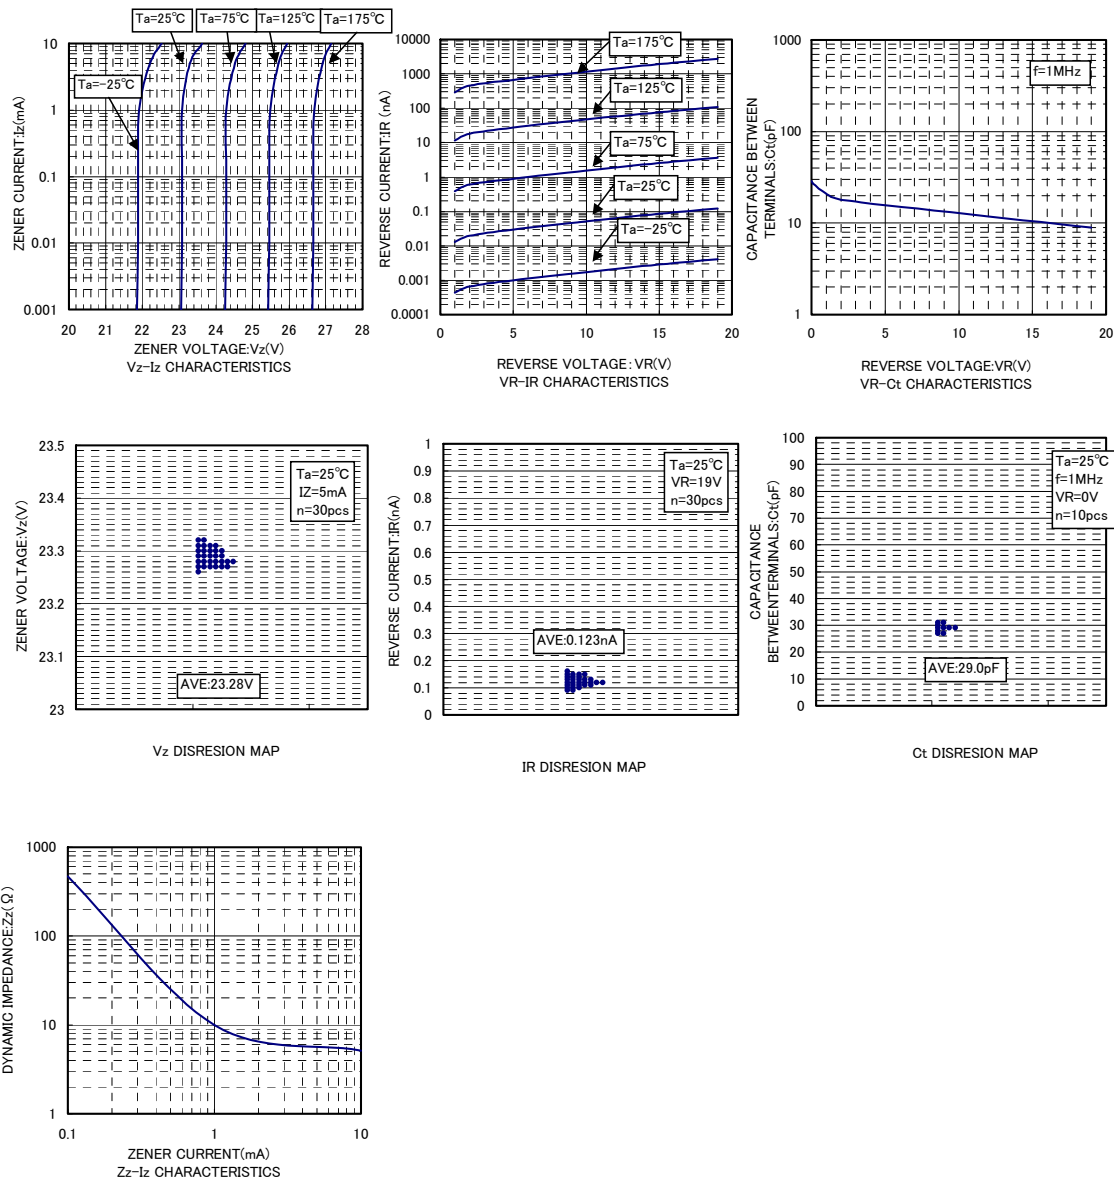 Ta=25℃
Ta=75℃
Ta=125℃
Ta=175℃
Ta=-25℃
ZENER CURRENT:Iz(mA)
10
1
0.1
0.01
0.001
20 21 22 23 24 25 26 27 28
ZENER VOLTAGE:Vz(V)
Vz-Iz CHARACTERISTICS
REVERSE CURRENT:IR (nA)
10000
1000
100
10
1
0.1
0.01
0.001
0.0001
Ta=175℃
Ta=125℃
Ta=75℃
Ta=25℃
Ta=-25℃
0 5 10 15 20
REVERSE VOLTAGE: VR(V)
VR-IR CHARACTERISTICS
CAPACITANCE BETWEEN
TERMINALS:Ct(pF)
1000
100
10
1
f=1MHz
0 5 10 15 20
REVERSE VOLTAGE:VR(V)
VR-Ct CHARACTERISTICS
ZENER VOLTAGE:Vz(V)
23.5
23.4
23.3
23.2
23.1
23
Ta=25℃
IZ=5mA
n=30pcs
AVE:23.28V
Vz DISRESION MAP
REVERSE CURRENT:IR(nA)
1
0.9
0.8
0.7
0.6
0.5
0.4
0.3
0.2
0.1
0
Ta=25℃
VR=19V
n=30pcs
AVE:0.123nA
IR DISRESION MAP
CAPACITANCE
BETWEENTERMINALS:Ct(pF)
100
90
80
70
60
50
40
30
20
10
0
Ta=25℃
f=1MHz
VR=0V
n=10pcs
AVE:29.0pF
Ct DISRESION MAP
DYNAMIC IMPEDANCE:Zz(Ω)
1000
100
10
1
0.1 1 10
ZENER CURRENT(mA)
Zz-Iz CHARACTERISTICS